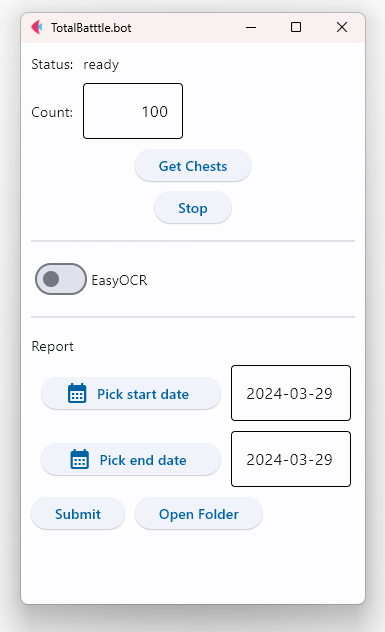 TotalBatttle.bot
Status: ready
Count: 100
Get Chests
Stop
EasyOCR
Report
Pick start date 2024-03-29
Pick end date 2024-03-29
Submit Open Folder